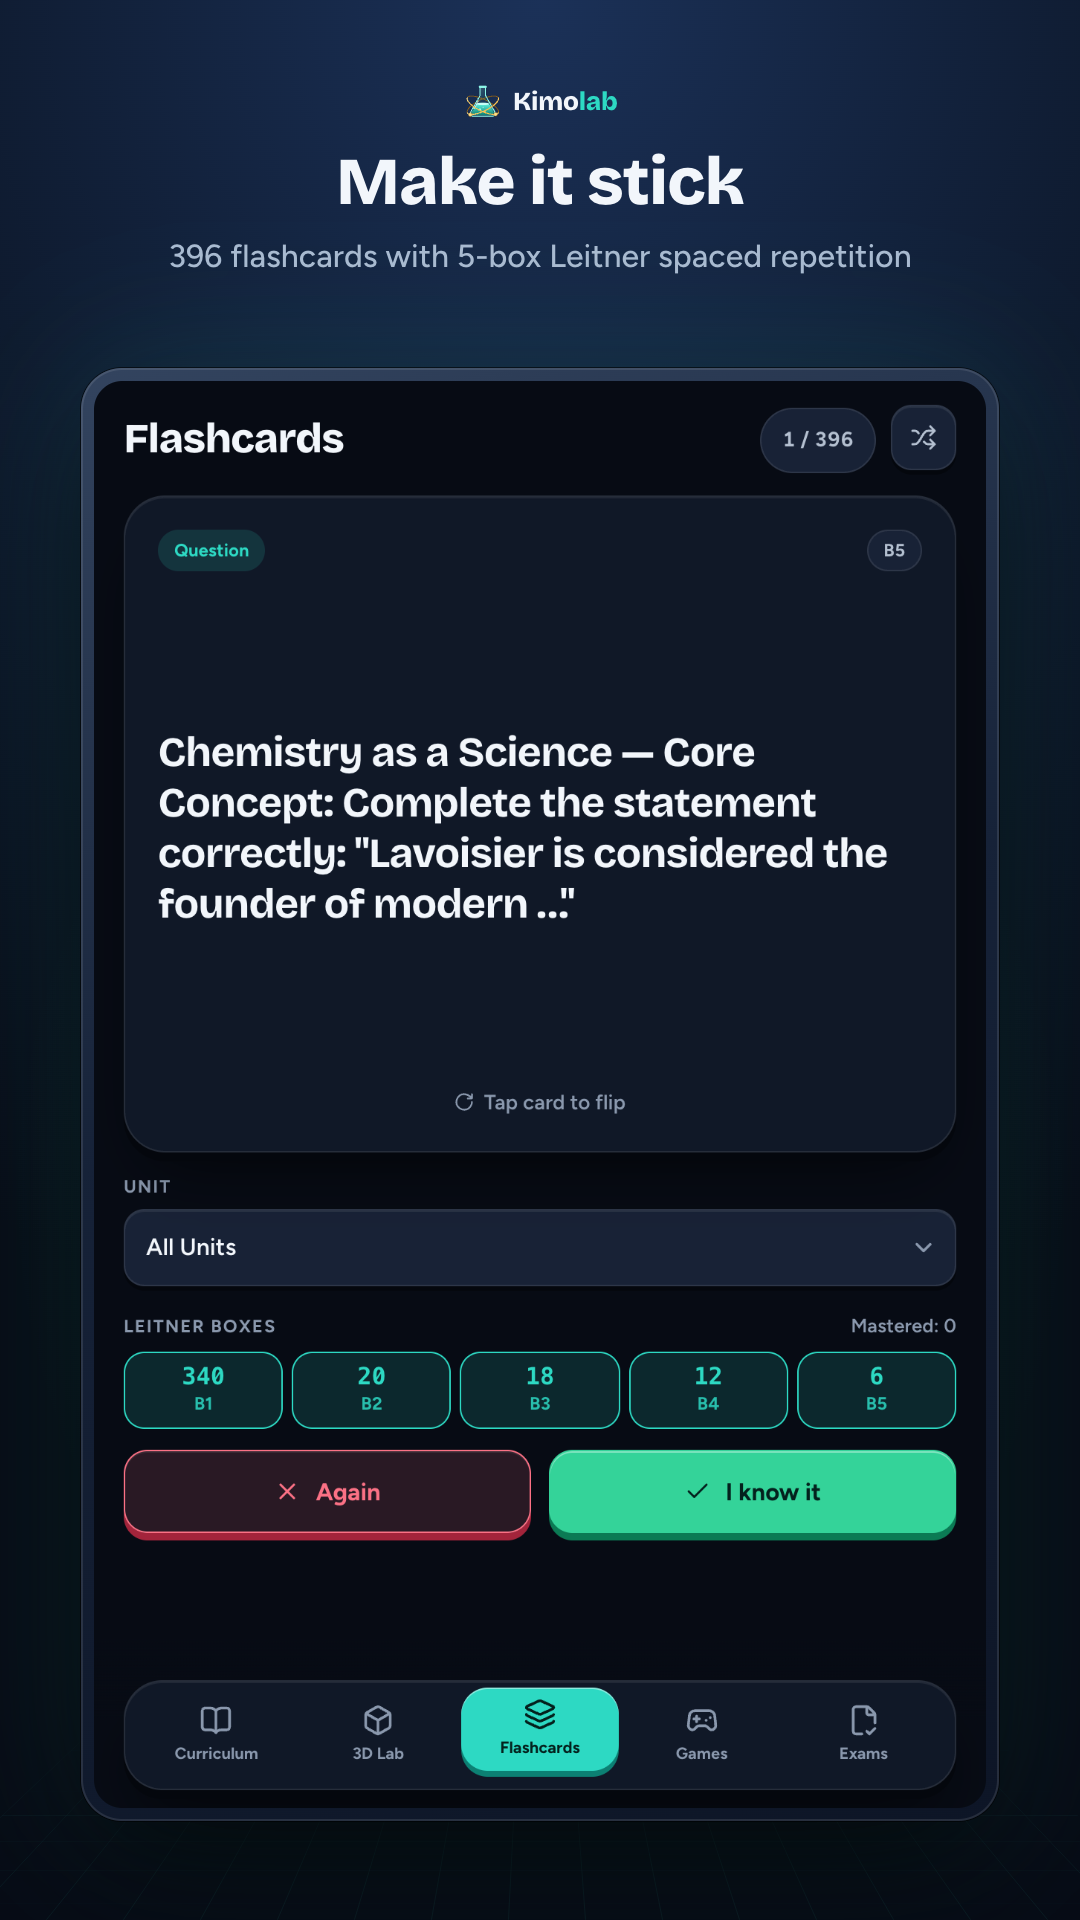 Kimolab
Make it stick
396 flashcards with 5-box Leitner spaced repetition
Flashcards
1 / 396
Question
B5
Chemistry as a Science — Core
Concept: Complete the statement
correctly: "Lavoisier is considered the
founder of modern ..."
Tap card to flip
UNIT
All Units
LEITNER BOXES
Mastered: 0
340
B1
20
B2
18
B3
12
B4
6
B5
Again
I know it
Curriculum
3D Lab
Flashcards
Games
Exams